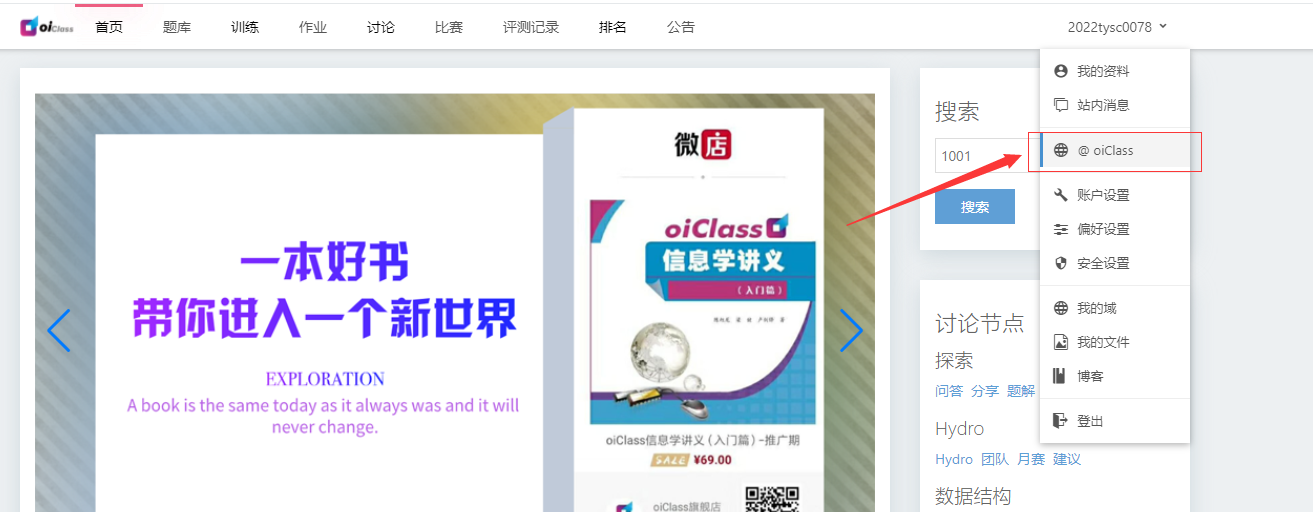 oiClass 首页 题库 训练 作业 讨论 比赛 评测记录 排名 公告 2022tysc0078
我的资料
站内消息
@ oiClass
账户设置
偏好设置
安全设置
我的域
我的文件
博客
登出
一本好书
带你进入一个新世界
EXPLORATION
A book is the same today as it always was and it will
never change.
微店
oiClass
信息学讲义
(入门篇)
oiClass信息学讲义(入门篇)-推广期
SALE ¥69.00
oiClass旗舰店
搜索
1001
搜索
讨论节点
探索
问答 分享 题解
Hydro
Hydro 团队 月赛 建议
数据结构